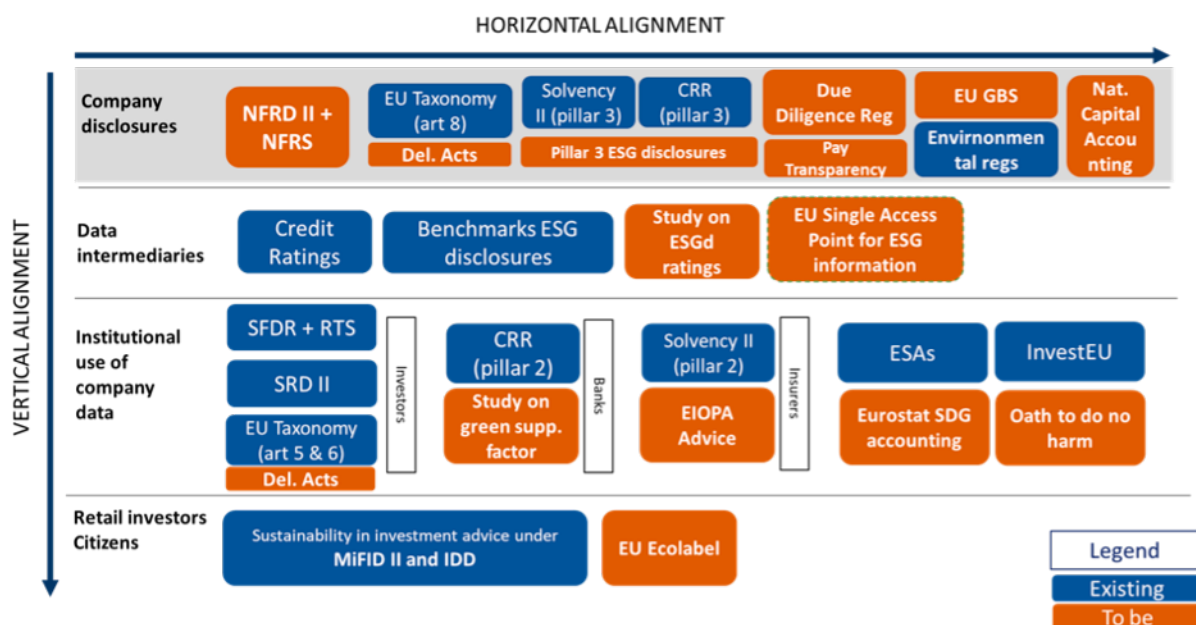 HORIZONTAL ALIGNMENT
VERTICAL ALIGNMENT
Company
disclosures
NFRD II +
NFRS
EU Taxonomy
(art 8)
Del. Acts
Solvency
II (pillar 3)
CRR
(pillar 3)
Pillar 3 ESG disclosures
Due
Diligence Reg
Pay
Transparency
EU GBS
Envirnonmen
tal regs
Nat.
Capital
Accou
nting
Data
intermediaries
Credit
Ratings
Benchmarks ESG
disclosures
Study on
ESGd
ratings
EU Single Access
Point for ESG
information
Institutional
use of
company
data
SFDR + RTS
SRD II
EU Taxonomy
(art 5 & 6)
Del. Acts
Investors
CRR
(pillar 2)
Study on
green supp.
factor
Banks
Solvency II
(pillar 2)
EIOPA
Advice
Insurers
ESAs
Eurostat SDG
accounting
InvestEU
Oath to do no
harm
Retail investors
Citizens
Sustainability in investment advice under
MiFID II and IDD
EU Ecolabel
Legend
Existing
To be